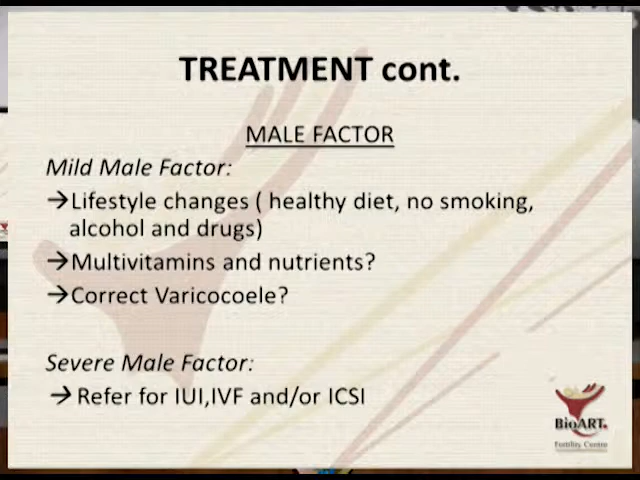 TREATMENT cont.
MALE FACTOR
Mild Male Factor:
→Lifestyle changes ( healthy diet, no smoking,
alcohol and drugs)
→Multivitamins and nutrients?
→Correct Varicocoele?
Severe Male Factor:
→ Refer for IUI,IVF and/or ICSI
BioART
Fertility Centre